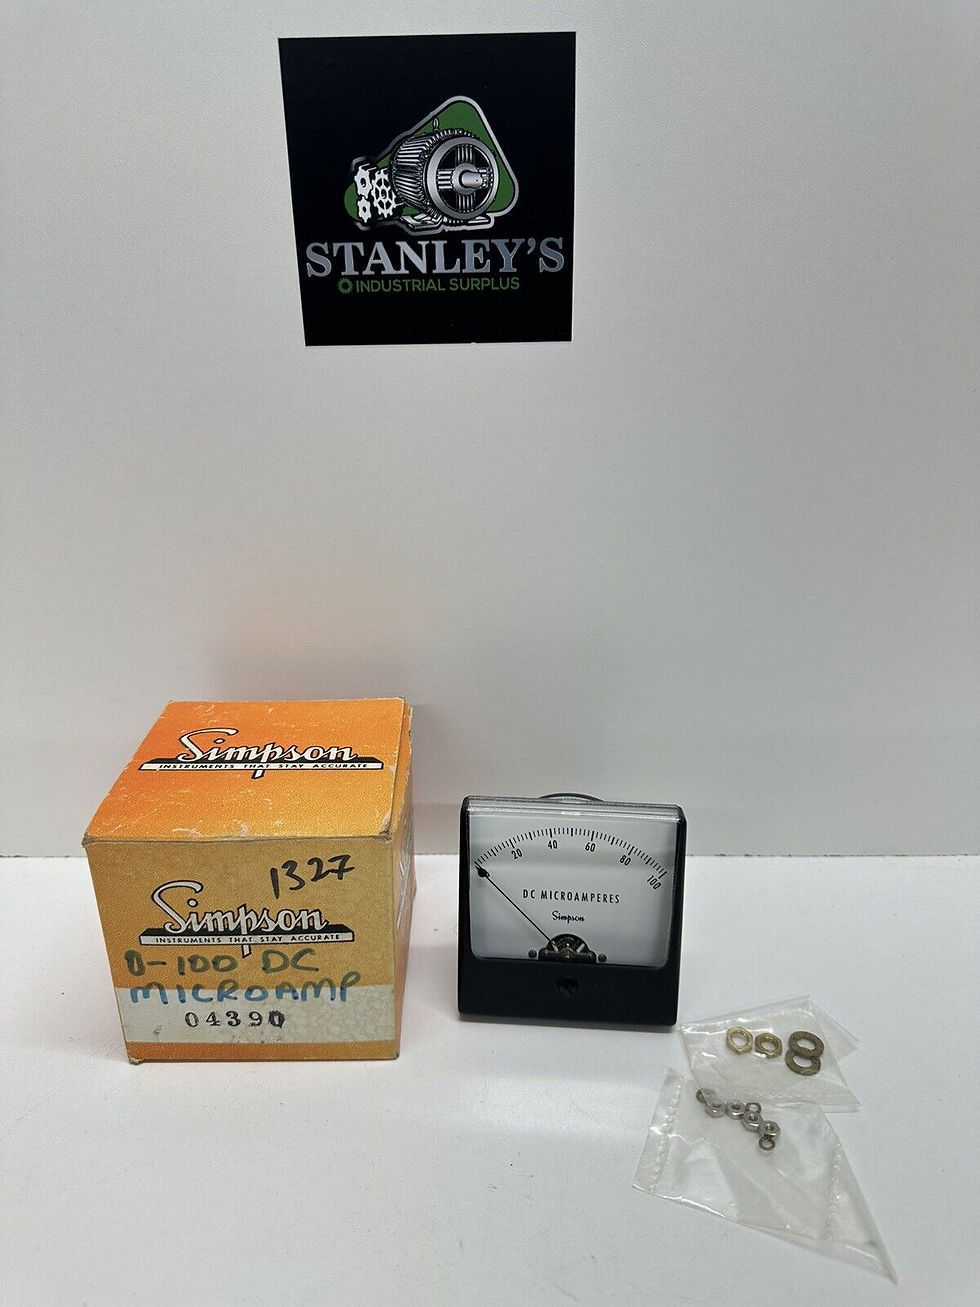 STANLEY'S
INDUSTRIAL SURPLUS
Simpson
INSTRUMENTS THAT STAY ACCURATE
1327
Simpson
INSTRUMENTS THAT STAY ACCURATE
0-100 DC
MICROAMP
04390
20 40 60 80 100
DC MICROAMPERES
Simpson